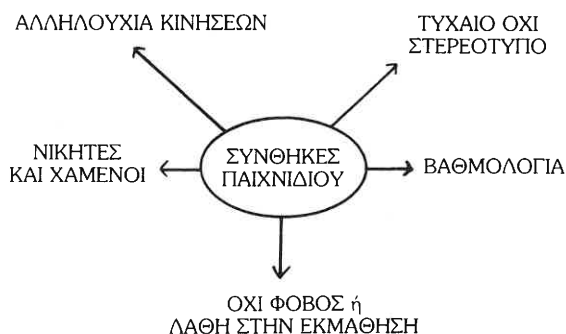 ΑΛΛΗΛΟΥΧΙΑ ΚΙΝΗΣΕΩΝ
ΤΥΧΑΙΟ ΟΧΙ
ΣΤΕΡΕΟΤΥΠΟ
ΝΙΚΗΤΕΣ
ΚΑΙ ΧΑΜΕΝΟΙ
ΣΥΝΘΗΚΕΣ
ΠΑΙΧΝΙΔΙΟΥ
ΒΑΘΜΟΛΟΓΙΑ
ΟΧΙ ΦΟΒΟΣ ή
ΛΑΘΗ ΣΤΗΝ ΕΚΜΑΘΗΣΗ